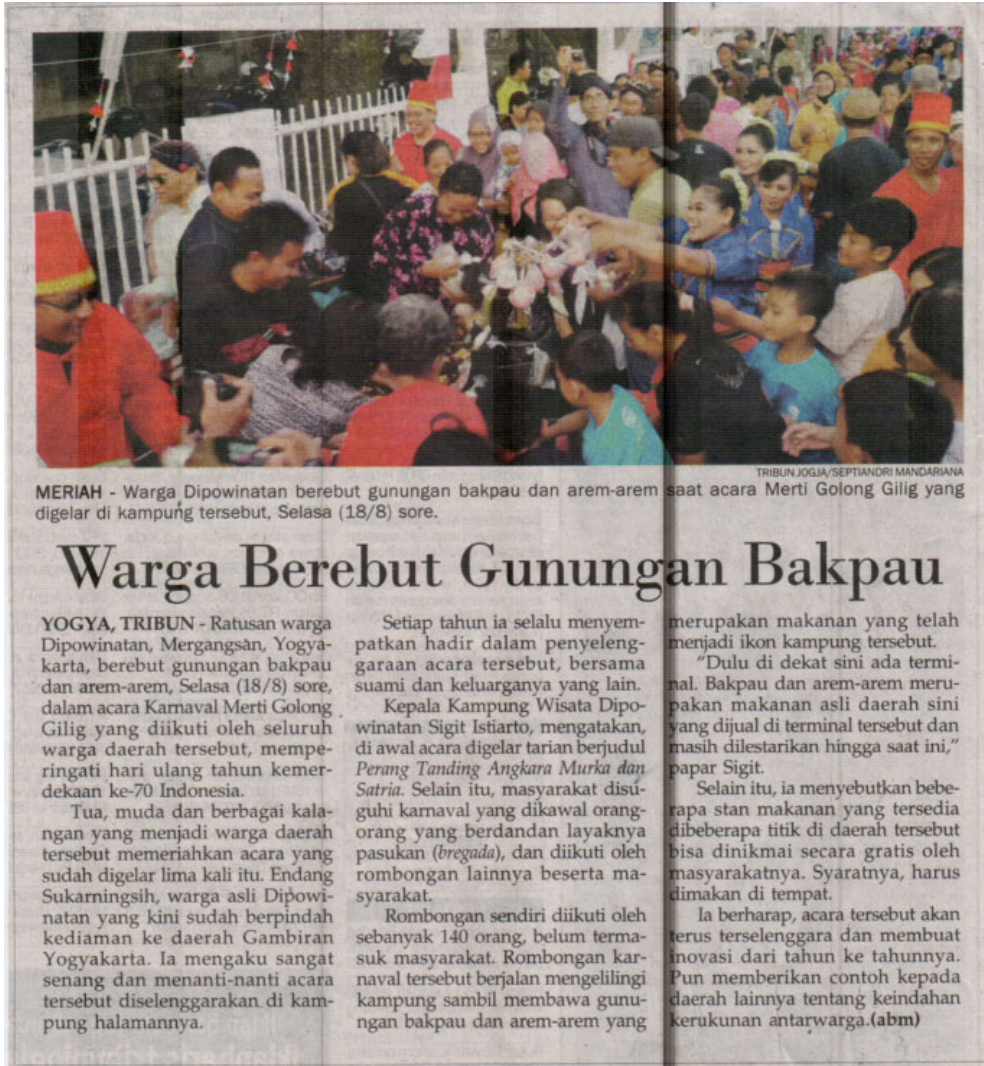 TRIBUN JOGJA/SEPTIANDRI MANDARIANA
MERIAH - Warga Dipowinatan berebut gunungan bakpau dan arem-arem saat acara Merti Golong Gilig yang
digelar di kampung tersebut, Selasa (18/8) sore.
Warga Berebut Gunungan Bakpau
YOGYA, TRIBUN - Ratusan warga
Dipowinatan, Mergangsan, Yogya-
karta, berebut gunungan bakpau
dan arem-arem, Selasa (18/8) sore,
dalam acara Karnaval Merti Golong
Gilig yang diikuti oleh seluruh
warga daerah tersebut, mempe-
ringati hari ulang tahun kemer-
dekaan ke-70 Indonesia.
Tua, muda dan berbagai kala-
ngan yang menjadi warga daerah
tersebut memeriahkan acara yang
sudah digelar lima kali itu. Endang
Sukarningsih, warga asli Dipowi-
natan yang kini sudah berpindah
kediaman ke daerah Gambiran
Yogyakarta. Ia mengaku sangat
senang dan menanti-nanti acara
tersebut diselenggarakan di kam-
pung halamannya.
Setiap tahun ia selalu menyem-
patkan hadir dalam penyeleng-
garaan acara tersebut, bersama
suami dan keluarganya yang lain.
Kepala Kampung Wisata Dipo-
winatan Sigit Istiarto, mengatakan,
di awal acara digelar tarian berjudul
Perang Tanding Angkara Murka dan
Satria. Selain itu, masyarakat disu-
guhi karnaval yang dikawal orang-
orang yang berdandan layaknya
pasukan (bregada), dan diikuti oleh
rombongan lainnya beserta ma-
syarakat.
Rombongan sendiri diikuti oleh
sebanyak 140 orang, belum terma-
suk masyarakat. Rombongan kar-
naval tersebut berjalan mengelilingi
kampung sambil membawa gunu-
ngan bakpau dan arem-arem yang
merupakan makanan yang telah
menjadi ikon kampung tersebut.
"Dulu di dekat sini ada termi-
nal. Bakpau dan arem-arem meru-
pakan makanan asli daerah sini
yang dijual di terminal tersebut dan
masih dilestarikan hingga saat ini,"
papar Sigit.
Selain itu, ia menyebutkan bebe-
rapa stan makanan yang tersedia
dibeberapa titik di daerah tersebut
bisa dinikmai secara gratis oleh
masyarakatnya. Syaratnya, harus
dimakan di tempat.
Ia berharap, acara tersebut akan
terus terselenggara dan membuat
inovasi dari tahun ke tahunnya.
Pun memberikan contoh kepada
daerah lainnya tentang keindahan
kerukunan antarwarga.(abm)